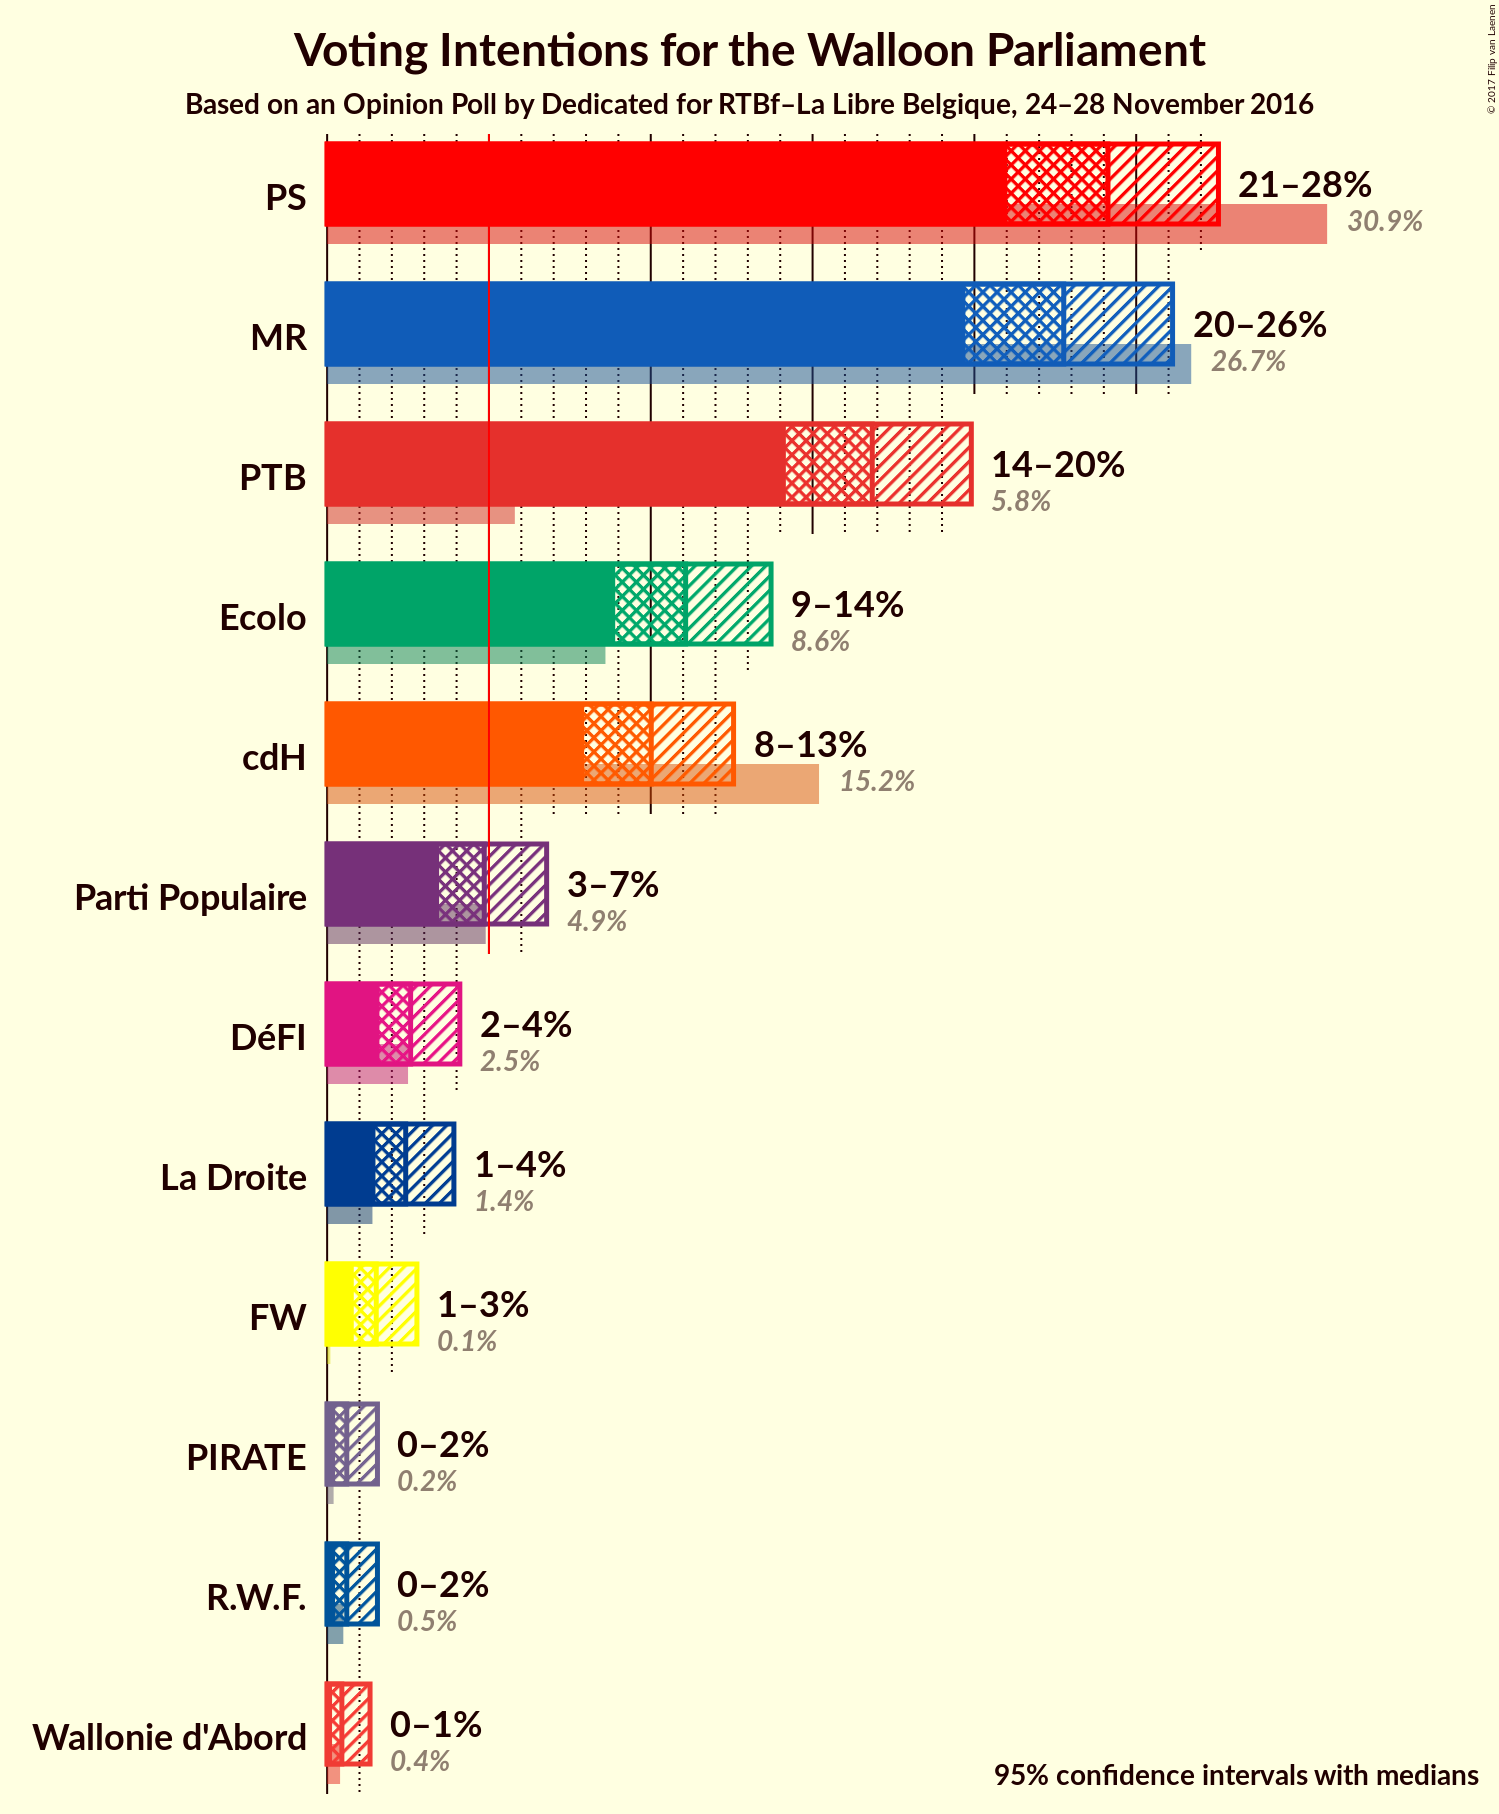 Voting Intentions for the Walloon Parliament
Based on an Opinion Poll by Dedicated for RTBf–La Libre Belgique, 24–28 November 2016
© 2017 Filip van Laenen
PS
21–28%
30.9%
MR
20–26%
26.7%
PTB
14–20%
5.8%
Ecolo
9–14%
8.6%
cdH
8–13%
15.2%
Parti Populaire
3–7%
4.9%
DéFI
2–4%
2.5%
La Droite
1–4%
1.4%
FW
1–3%
0.1%
PIRATE
0–2%
0.2%
R.W.F.
0–2%
0.5%
Wallonie d'Abord
0–1%
0.4%
95% confidence intervals with medians